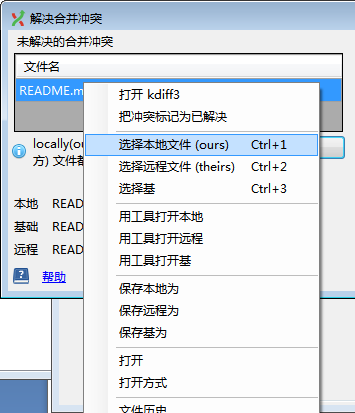 解决合并冲突
未解决的合并冲突
文件名
README.m
打开 kdiff3
把冲突标记为已解决
选择本地文件 (ours) Ctrl+1
选择远程文件 (theirs) Ctrl+2
选择基 Ctrl+3
用工具打开本地
用工具打开远程
用工具打开基
保存本地为
保存远程为
保存基为
打开
打开方式
文件历史
locally(ou
方) 文件都
本地 READ
基础 READ
远程 READ
帮助